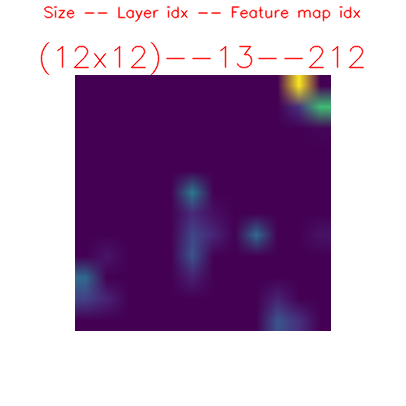 Size -- Layer idx -- Feature map idx
(12x12)--13--212